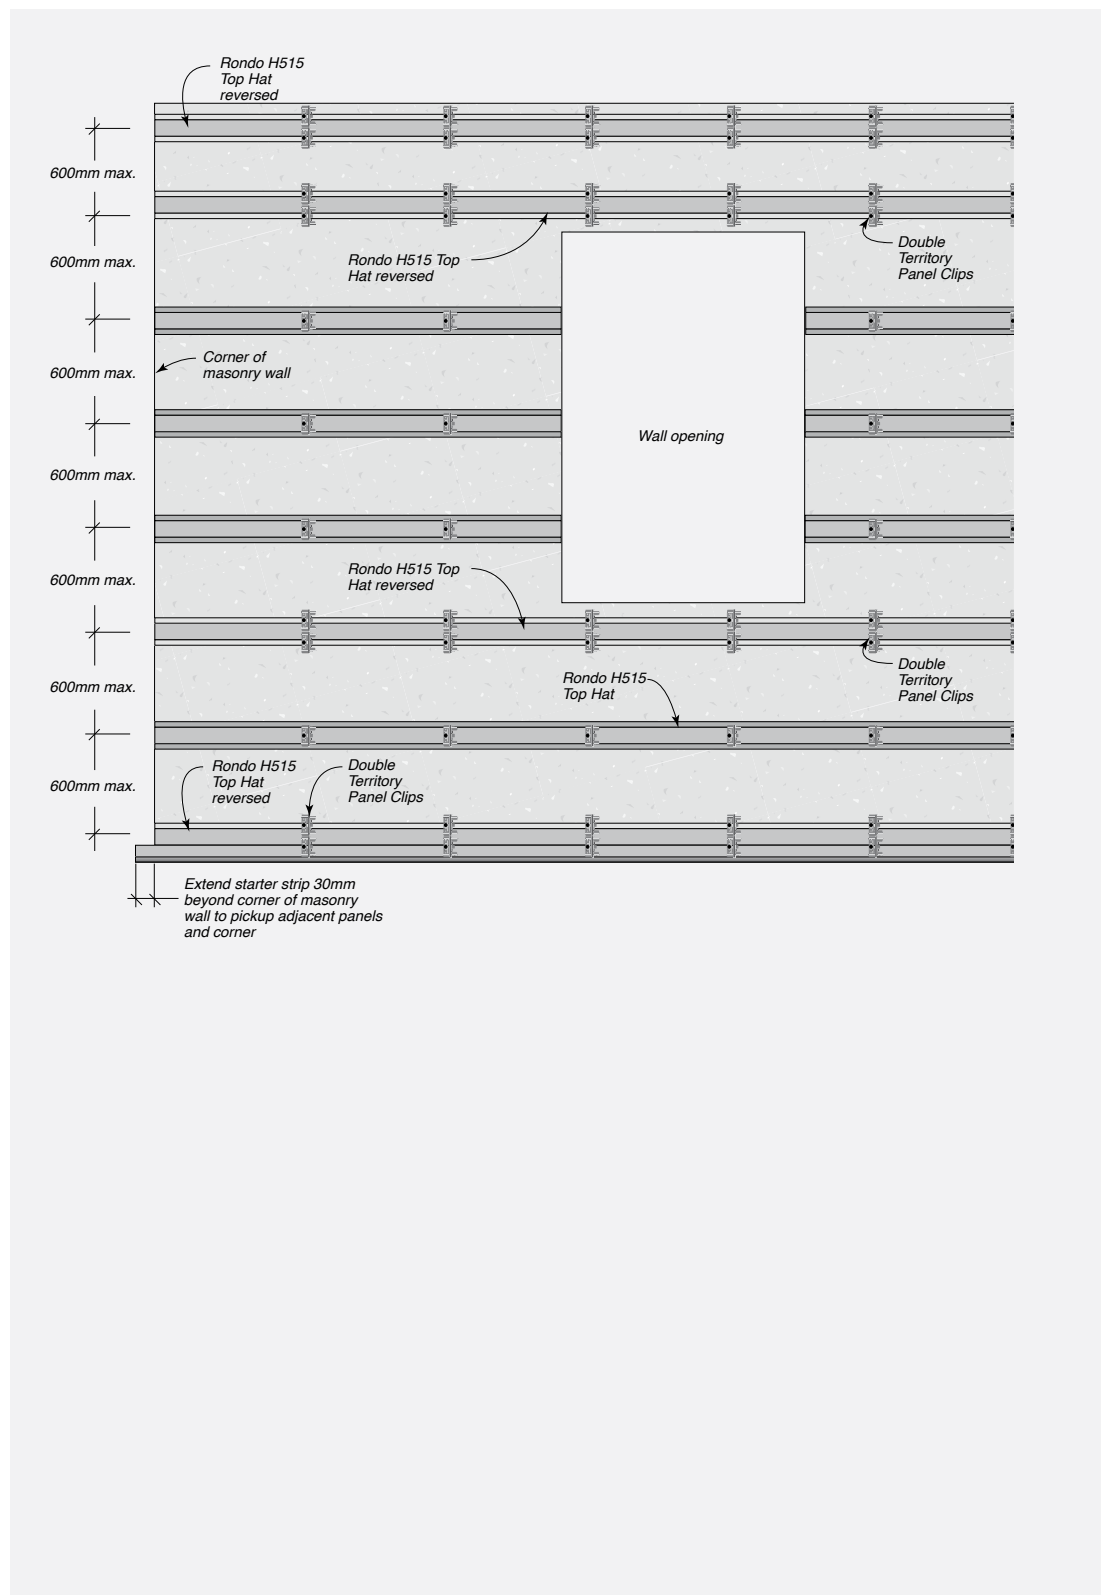 Rondo H515
Top Hat
reversed
600mm max.
600mm max.
Rondo H515 Top
Hat reversed
Double
Territory
Panel Clips
Corner of
masonry wall
600mm max.
Wall opening
600mm max.
Rondo H515 Top
Hat reversed
600mm max.
Double
Territory
Panel Clips
Rondo H515
Top Hat
600mm max.
Rondo H515
Top Hat
reversed
Double
Territory
Panel Clips
600mm max.
Extend starter strip 30mm
beyond corner of masonry
wall to pickup adjacent panels
and corner